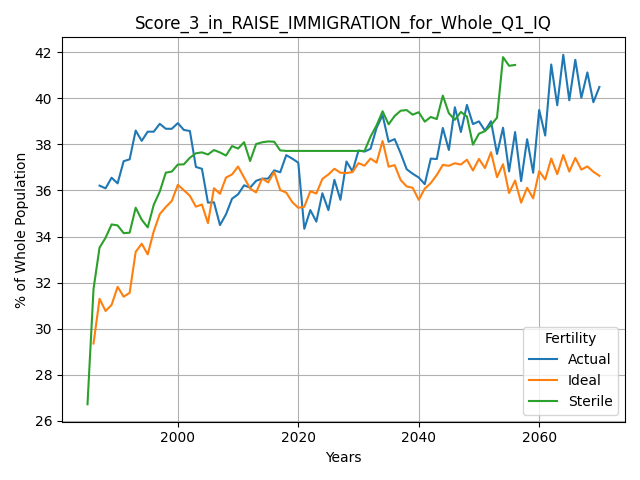 Score_3_in_RAISE_IMMIGRATION_for_Whole_Q1_IQ
% of Whole Population
42
40
38
36
34
32
30
28
26
2000
2020
2040
2060
Years
Fertility
Actual
Ideal
Sterile